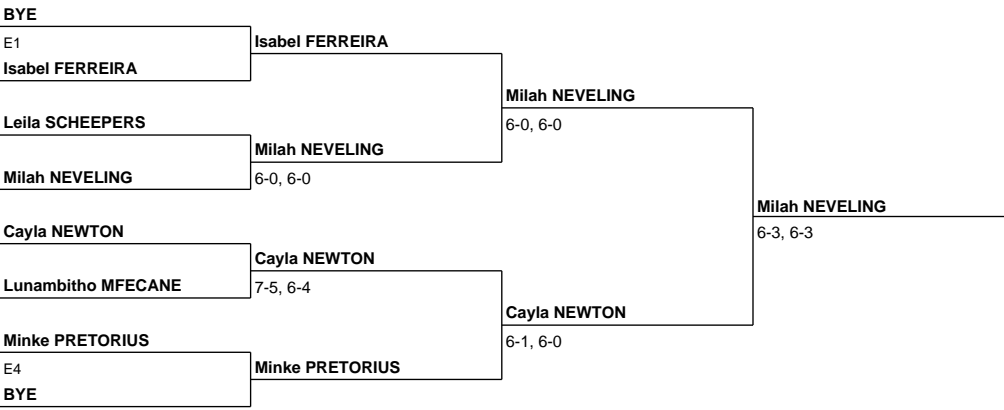 BYE
E1
Isabel FERREIRA
Isabel FERREIRA
Leila SCHEEPERS
Milah NEVELING
Milah NEVELING
6-0, 6-0
Milah NEVELING
6-0, 6-0
Cayla NEWTON
Lunambitho MFECANE
Cayla NEWTON
7-5, 6-4
Minke PRETORIUS
E4
BYE
Minke PRETORIUS
Cayla NEWTON
6-1, 6-0
Milah NEVELING
6-3, 6-3